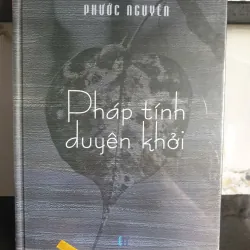 PHƯỚC NGUYÊN
Pháp tính
duyên khởi